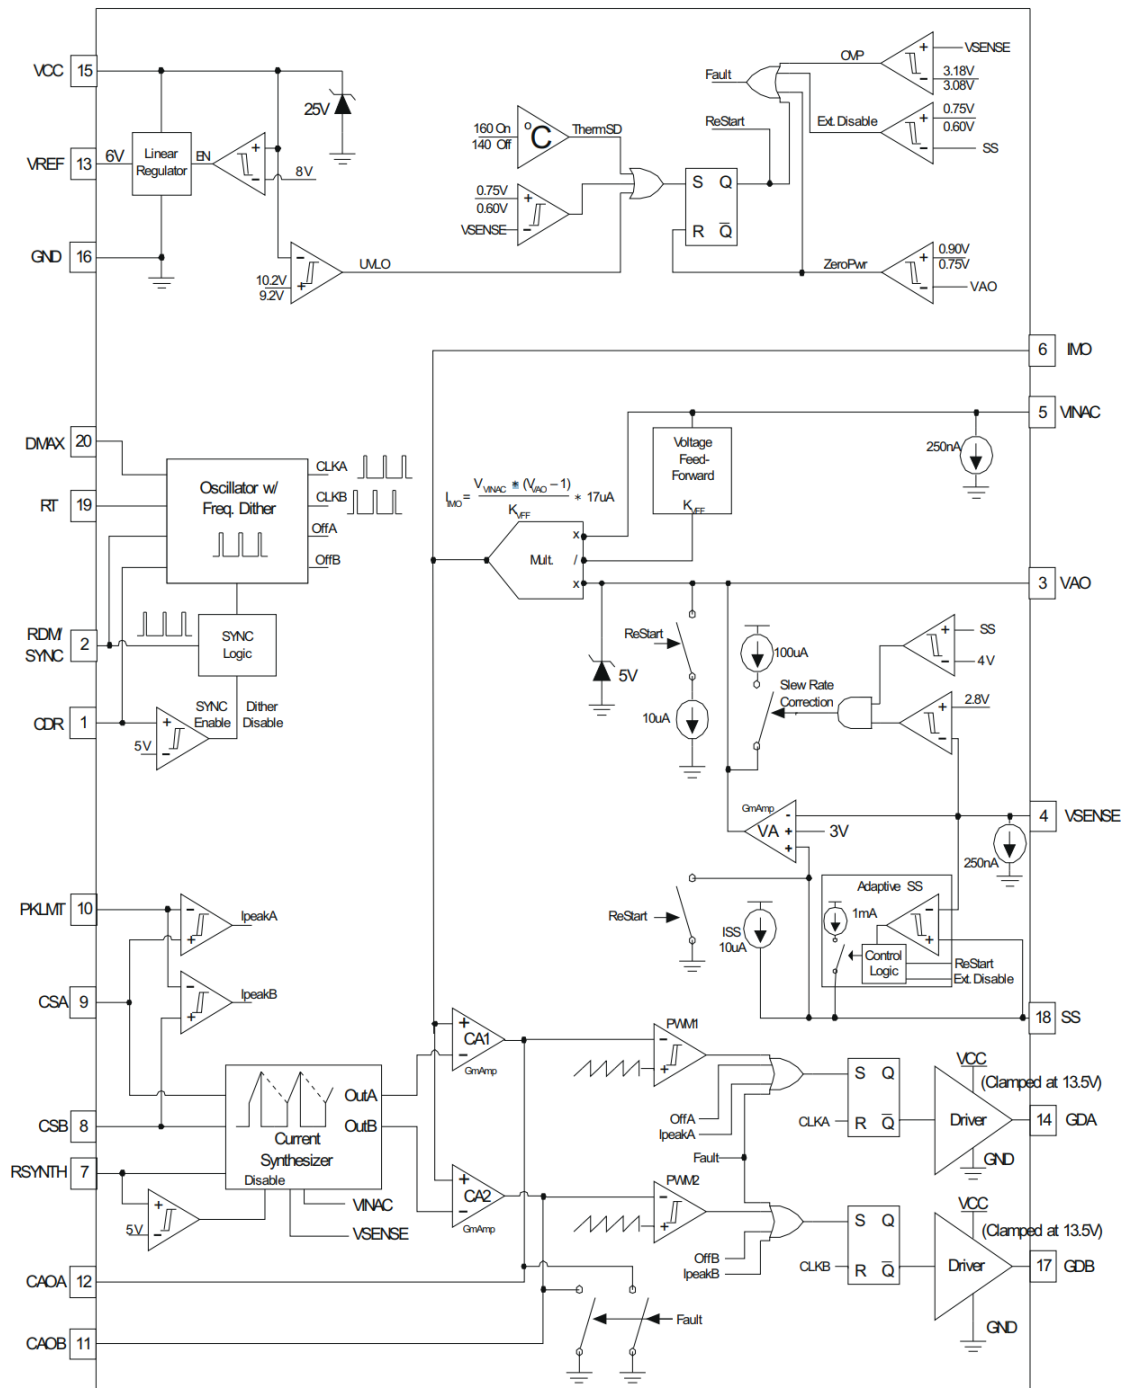 VCC 15
25V
VREF 13 6V
Linear
Regulator
EN
8V
GND 16
10.2V
9.2V
UVLO
160 On
140 Off
°C
ThermSD
0.75V
0.60V
VSENSE
S Q
R Q̅
Fault
ReStart
OVP
VSENSE
3.18V
3.08V
Ext. Disable
0.75V
0.60V
SS
ZeroPwr
0.90V
0.75V
VAO
6 IMO
5 VINAC
250nA
Voltage
Feed-
Forward
K_VFF
DMAX 20
RT 19
Oscillator w/
Freq. Dither
CLKA
CLKB
OffA
OffB
I_IMO = V_VINAC * (V_VAO – 1) / K_VFF * 17uA
Mult.
x
/
x
3 VAO
RDM/
SYNC 2
SYNC
Logic
SYNC
Enable
Dither
Disable
CDR 1
5V
ReStart
5V
10uA
100uA
Slew Rate
Correction
SS
4V
2.8V
GmAmp
VA
3V
4 VSENSE
250nA
Adaptive SS
1mA
Control
Logic
ReStart
Ext. Disable
ReStart
ISS
10uA
18 SS
PKLMT 10
IpeakA
CSA 9
IpeakB
CSB 8
RSYNTH 7
OutA
OutB
Current
Synthesizer
Disable
5V
VINAC
VSENSE
CA1
GmAmp
CA2
GmAmp
PWM1
PWM2
OffA
IpeakA
Fault
OffB
IpeakB
CLKA
S Q
R Q̅
VCC
(Clamped at 13.5V)
Driver
14 GDA
GND
CLKB
S Q
R Q̅
VCC
(Clamped at 13.5V)
Driver
17 GDB
GND
CAOA 12
CAOB 11
Fault